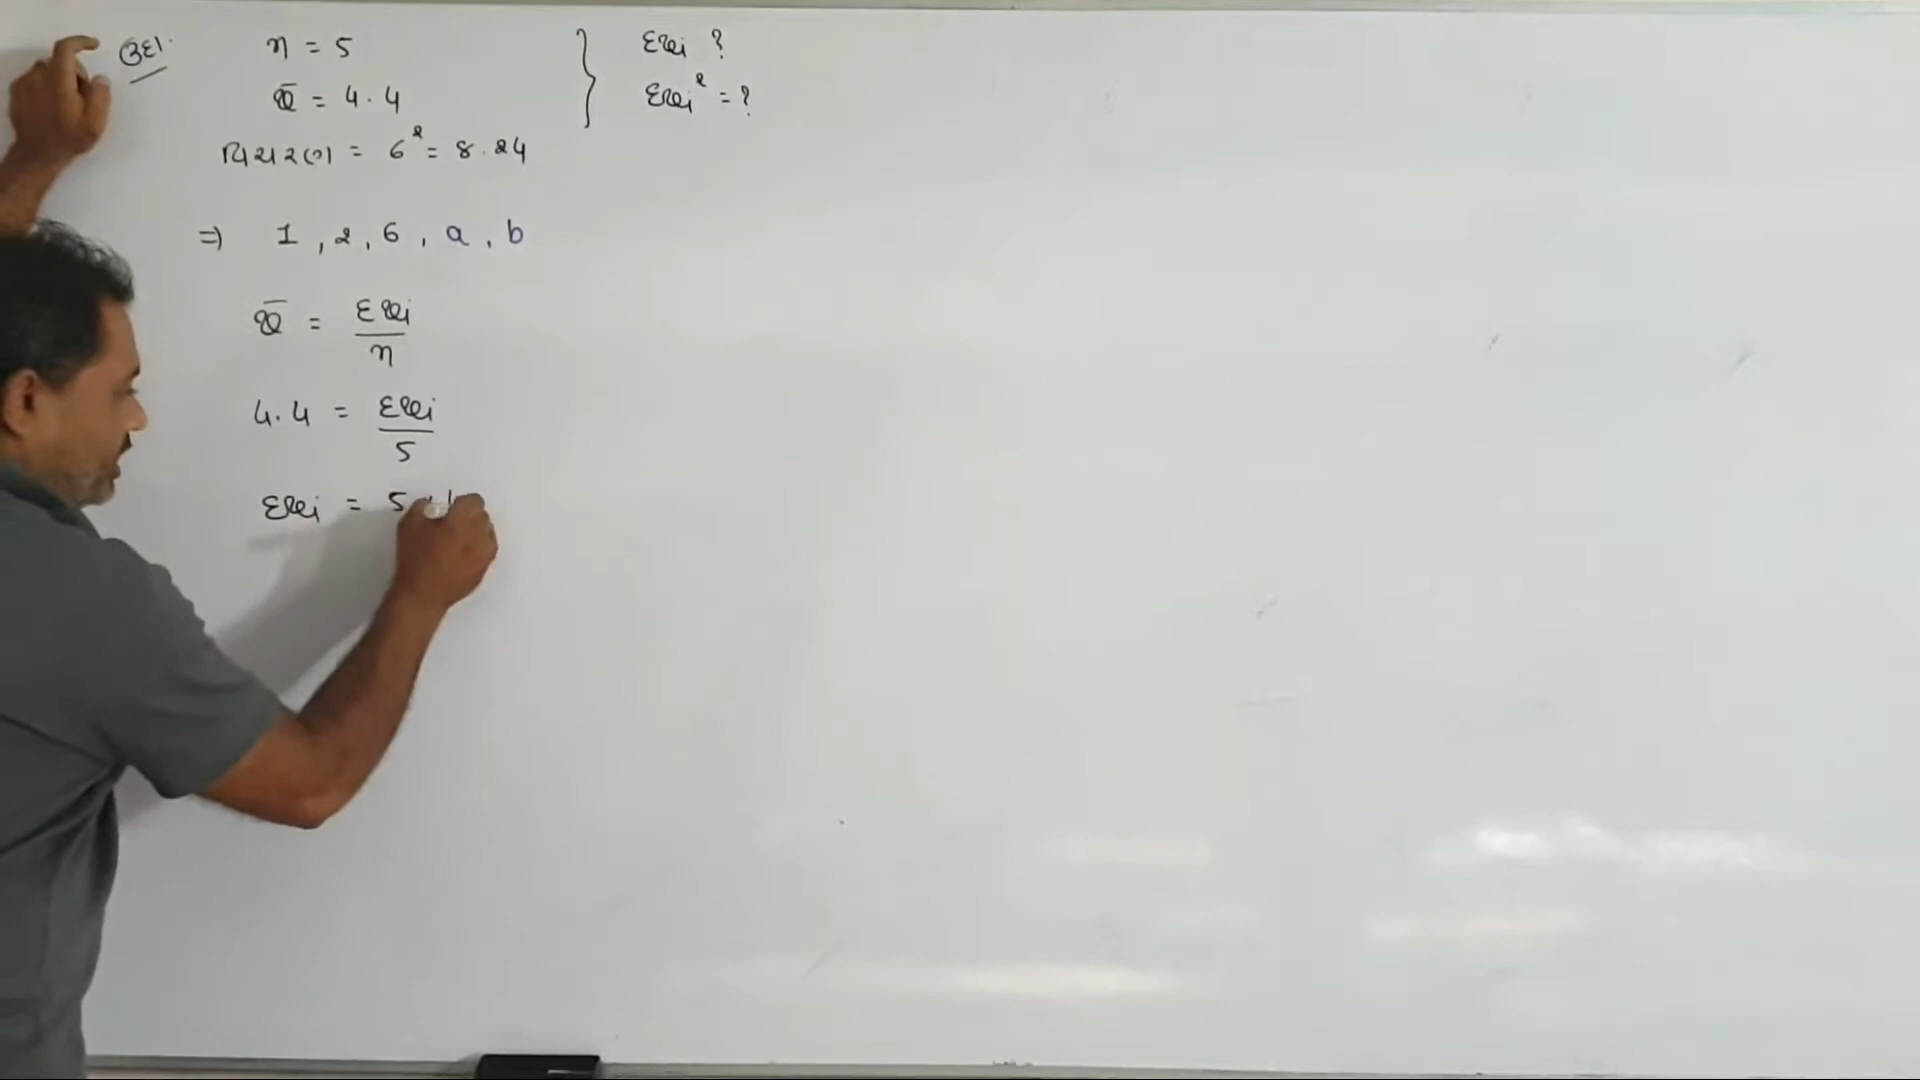 ઉદા. n = 5
x̄ = 4.4
વિચરણ = σ² = 8.24
Σxi ?
Σxi² = ?
⇒ 1, 2, 6, a, b
x̄ = Σxi / n
4.4 = Σxi / 5
Σxi = 5 ×